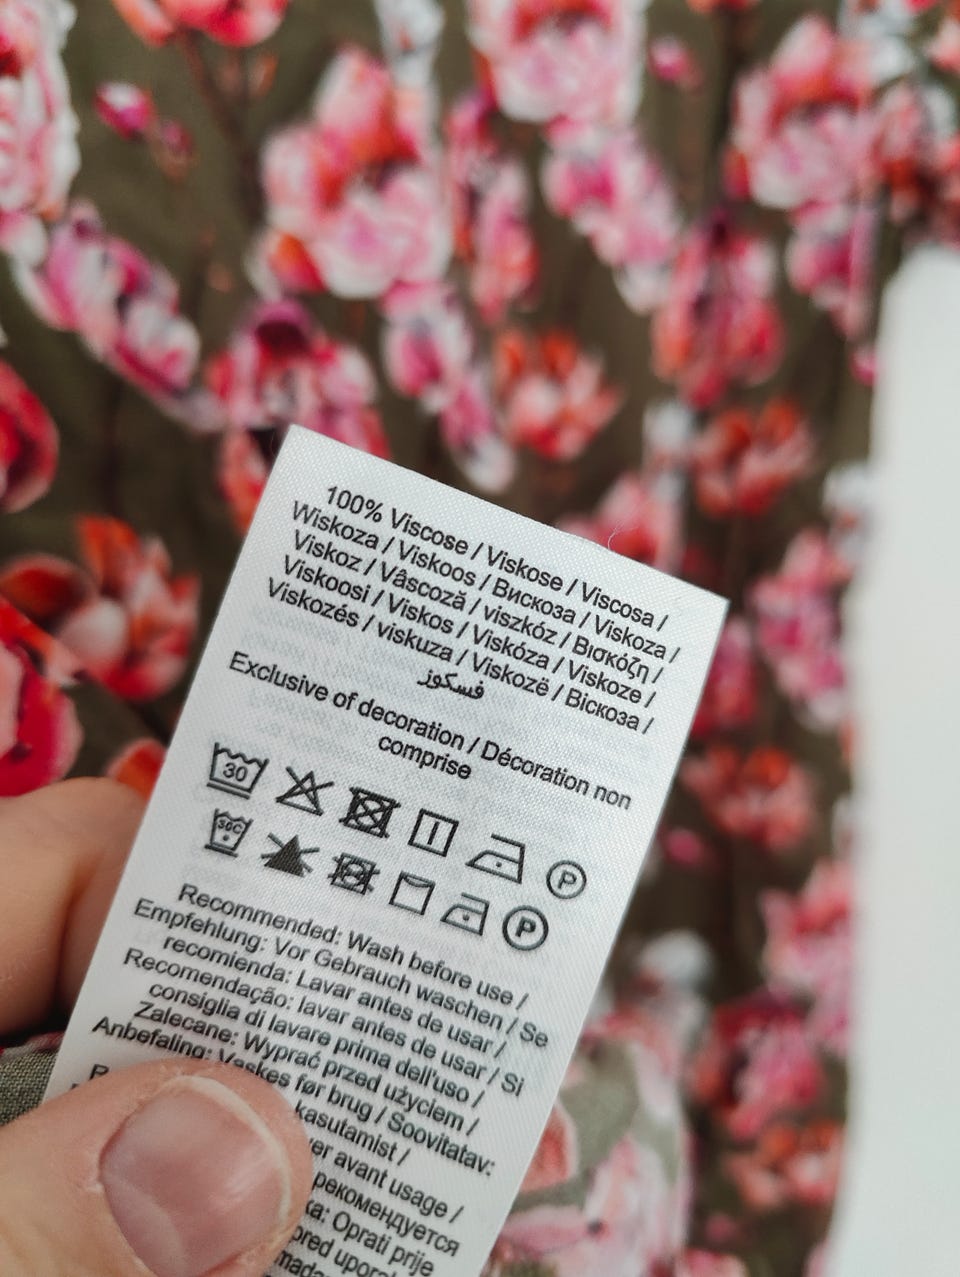 100% Viscose / Viskose / Viscosa /
Wiskoza / Viskoos / Вискоза / Viskoza /
Viskoz / Vâscoză / viszkóz / Βισκόζη /
Viskoosi / Viskos / Viskóza / Viskoze /
Viskozės / viskuza / Viskozë / Віскоза /
فسكوز
Exclusive of decoration / Décoration non
comprise
30
P
30C
P
Recommended: Wash before use /
Empfehlung: Vor Gebrauch waschen / Se
recomienda: Lavar antes de usar /
Recomendação: lavar antes de usar / Si
consiglia di lavare prima dell'uso /
Zalecane: Wyprać przed użyciem /
Anbefaling: Vaskes før brug / Soovitatav:
kasutamist /
avant usage /
рекомендуется
Oprati prije